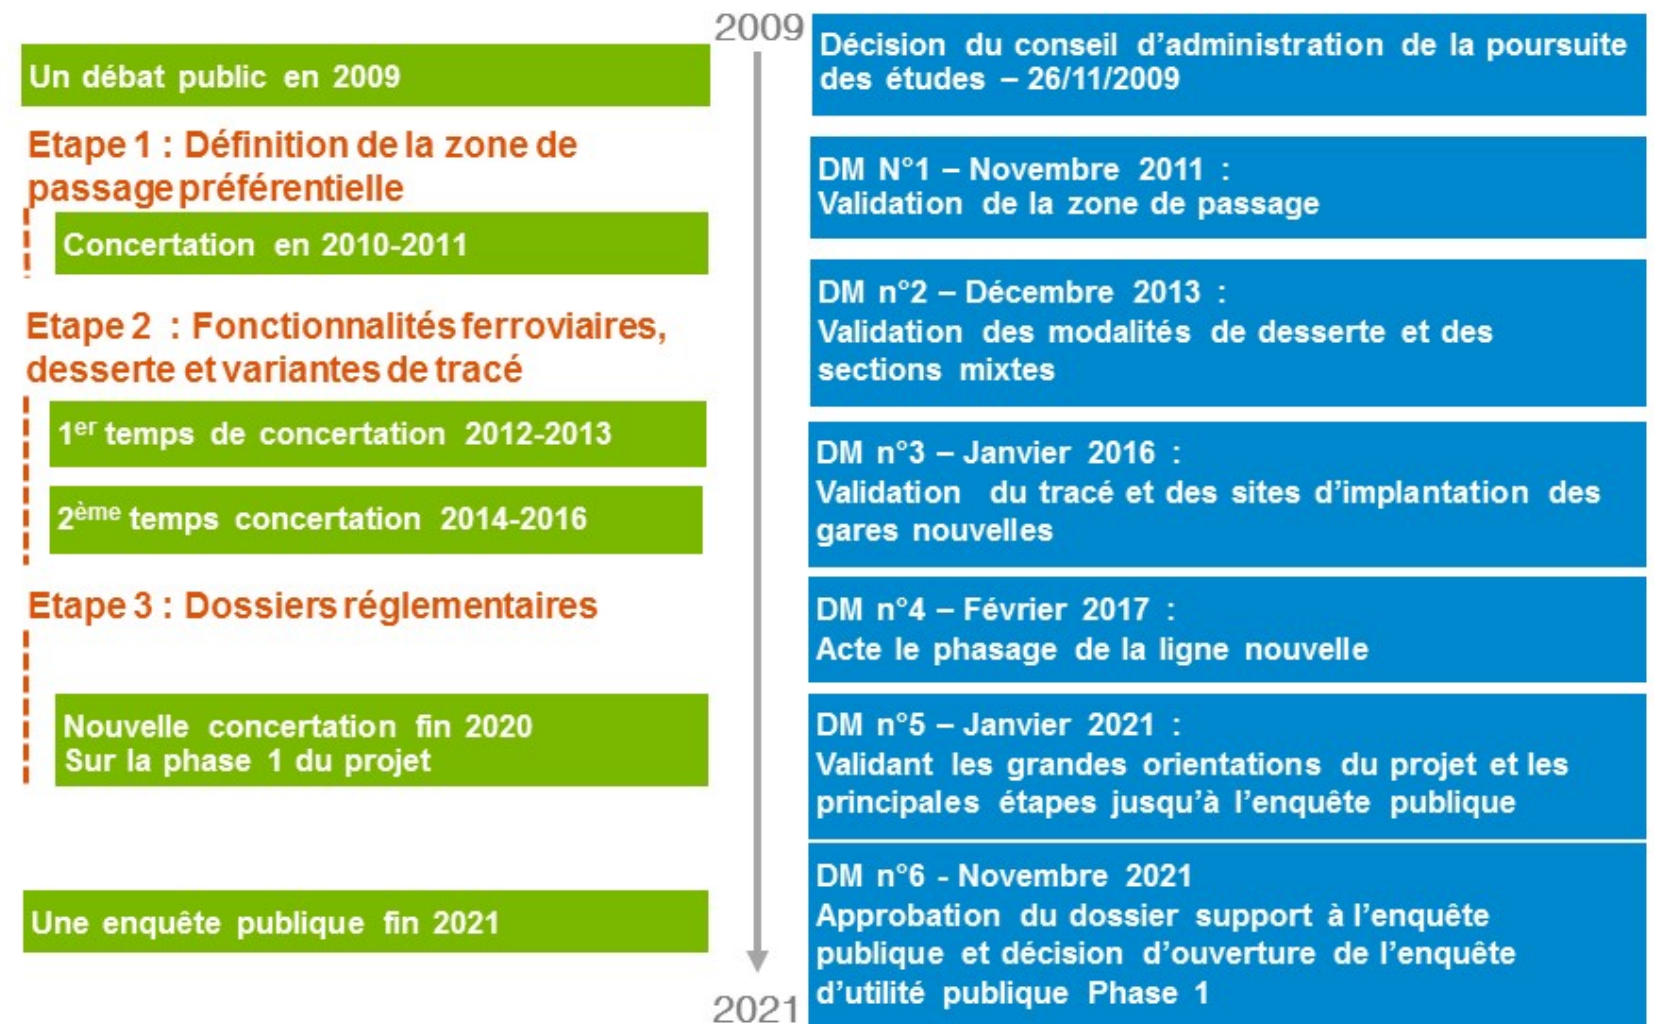 2009
Un débat public en 2009
Etape 1 : Définition de la zone de
passage préférentielle
Concertation en 2010-2011
Etape 2 : Fonctionnalités ferroviaires,
desserte et variantes de tracé
1er temps de concertation 2012-2013
2ème temps concertation 2014-2016
Etape 3 : Dossiers réglementaires
Nouvelle concertation fin 2020
Sur la phase 1 du projet
Une enquête publique fin 2021
2021
Décision du conseil d’administration de la poursuite
des études – 26/11/2009
DM N°1 – Novembre 2011 :
Validation de la zone de passage
DM n°2 – Décembre 2013 :
Validation des modalités de desserte et des
sections mixtes
DM n°3 – Janvier 2016 :
Validation du tracé et des sites d’implantation des
gares nouvelles
DM n°4 – Février 2017 :
Acte le phasage de la ligne nouvelle
DM n°5 – Janvier 2021 :
Validant les grandes orientations du projet et les
principales étapes jusqu’à l’enquête publique
DM n°6 - Novembre 2021
Approbation du dossier support à l’enquête
publique et décision d’ouverture de l’enquête
d’utilité publique Phase 1